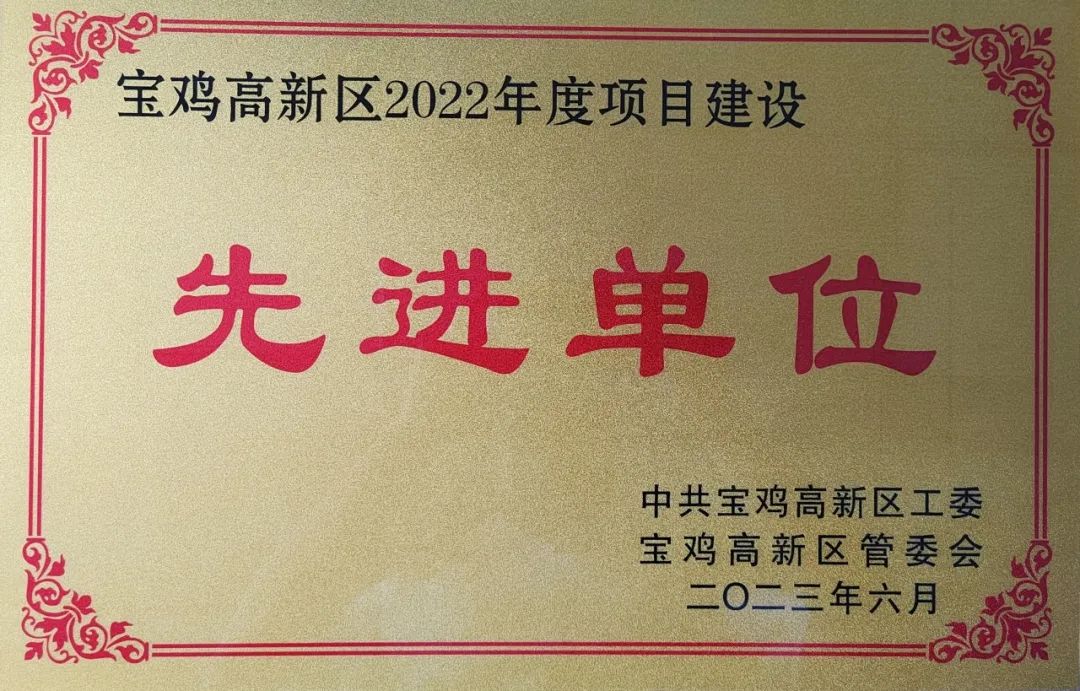 宝鸡高新区2022年度项目建设
先进单位
中共宝鸡高新区工委
宝鸡高新区管委会
二〇二三年六月